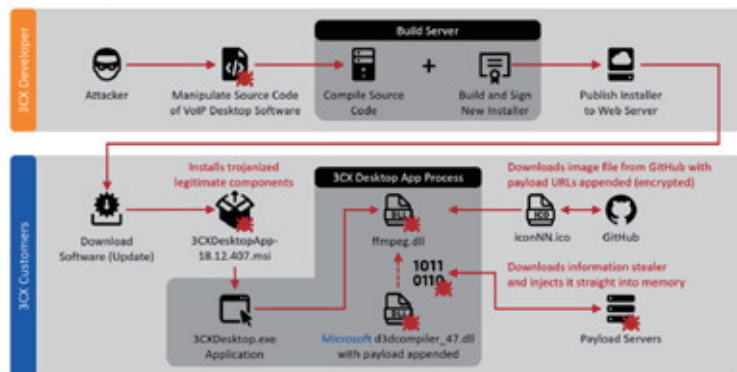 3CX Developer
Build Server
Attacker
Manipulate Source Code
of VoIP Desktop Software
Compile Source
Code
+
Build and Sign
New Installer
Publish Installer
to Web Server
3CX Customers
Installs trojanized
legitimate components
3CX Desktop App Process
Downloads image file from GitHub with
payload URLs appended (encrypted)
DLL
ICO
Download
Software (Update)
3CXDesktopApp-
18.12.407.msi
ffmpeg.dll
iconNN.ico
GitHub
1011
0110
Downloads information stealer
and injects it straight into memory
DLL
3CXDesktop.exe
Application
Microsoft d3dcompiler_47.dll
with payload appended
Payload Servers